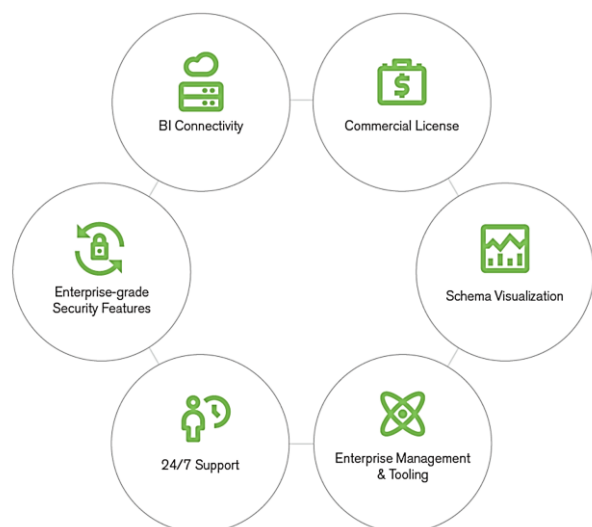 BI Connectivity
Commercial License
Enterprise-grade
Security Features
Schema Visualization
24/7 Support
Enterprise Management
& Tooling